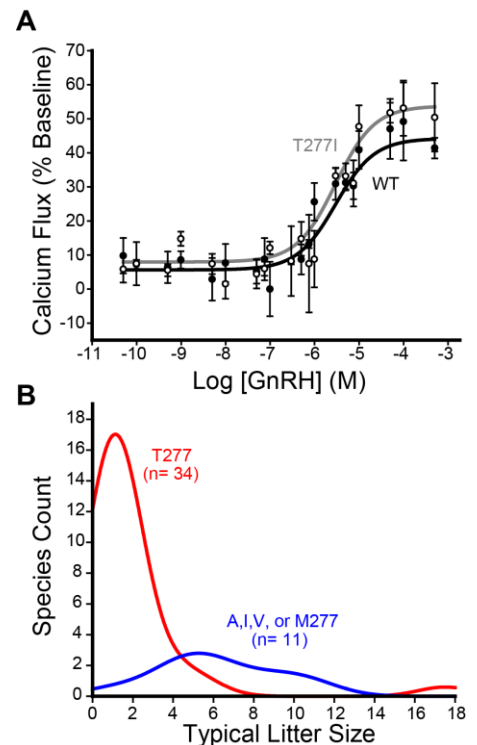 A
70
60
50
40
30
20
10
0
-10
Calcium Flux (% Baseline)
T277I
WT
-11 -10 -9 -8 -7 -6 -5 -4 -3
Log [GnRH] (M)
B
18
16
14
12
10
8
6
4
2
0
Species Count
T277
(n= 34)
A,I,V, or M277
(n= 11)
0 2 4 6 8 10 12 14 16 18
Typical Litter Size